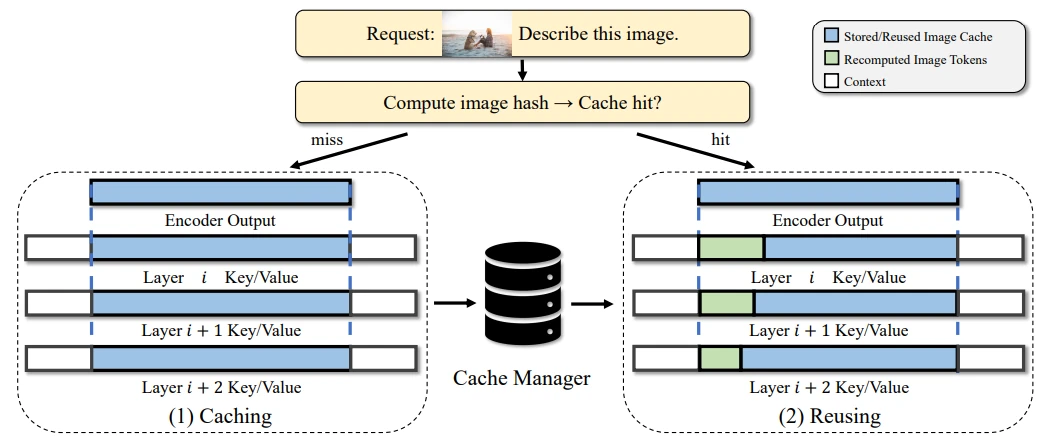 Request: Describe this image.
Stored/Reused Image Cache
Recomputed Image Tokens
Context
Compute image hash → Cache hit?
miss
hit
Encoder Output
Layer i Key/Value
Layer i + 1 Key/Value
Layer i + 2 Key/Value
(1) Caching
Cache Manager
Encoder Output
Layer i Key/Value
Layer i + 1 Key/Value
Layer i + 2 Key/Value
(2) Reusing